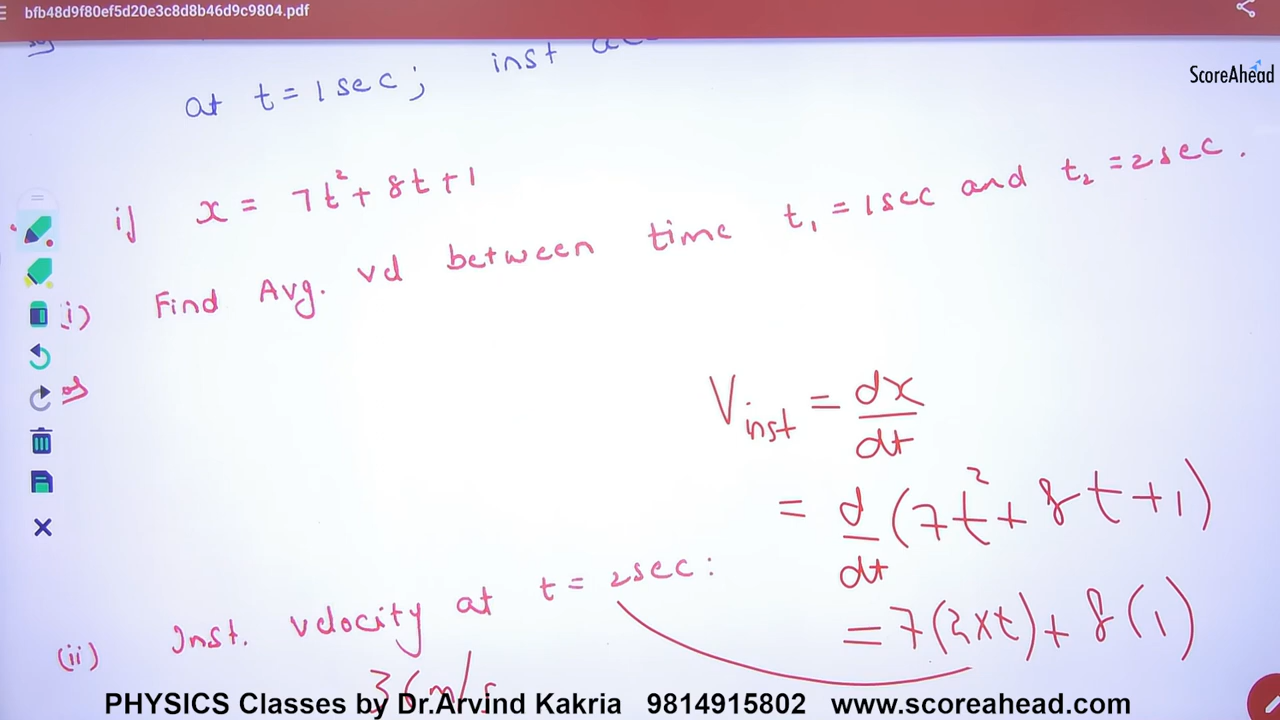 bfb48d9f80ef5d20e3c8d8b46d9c9804.pdf
ScoreAhead
inst
at t = 1 sec ;
if x = 7t² + 8t + 1
i) Find Avg. vel between time t₁ = 1 sec and t₂ = 2 sec .
V_inst = dx/dt
= d/dt (7t² + 8t + 1)
= 7(2×t) + 8(1)
(ii) Inst. velocity at t = 2 sec :
36 m/s
PHYSICS Classes by Dr.Arvind Kakria 9814915802 www.scoreahead.com